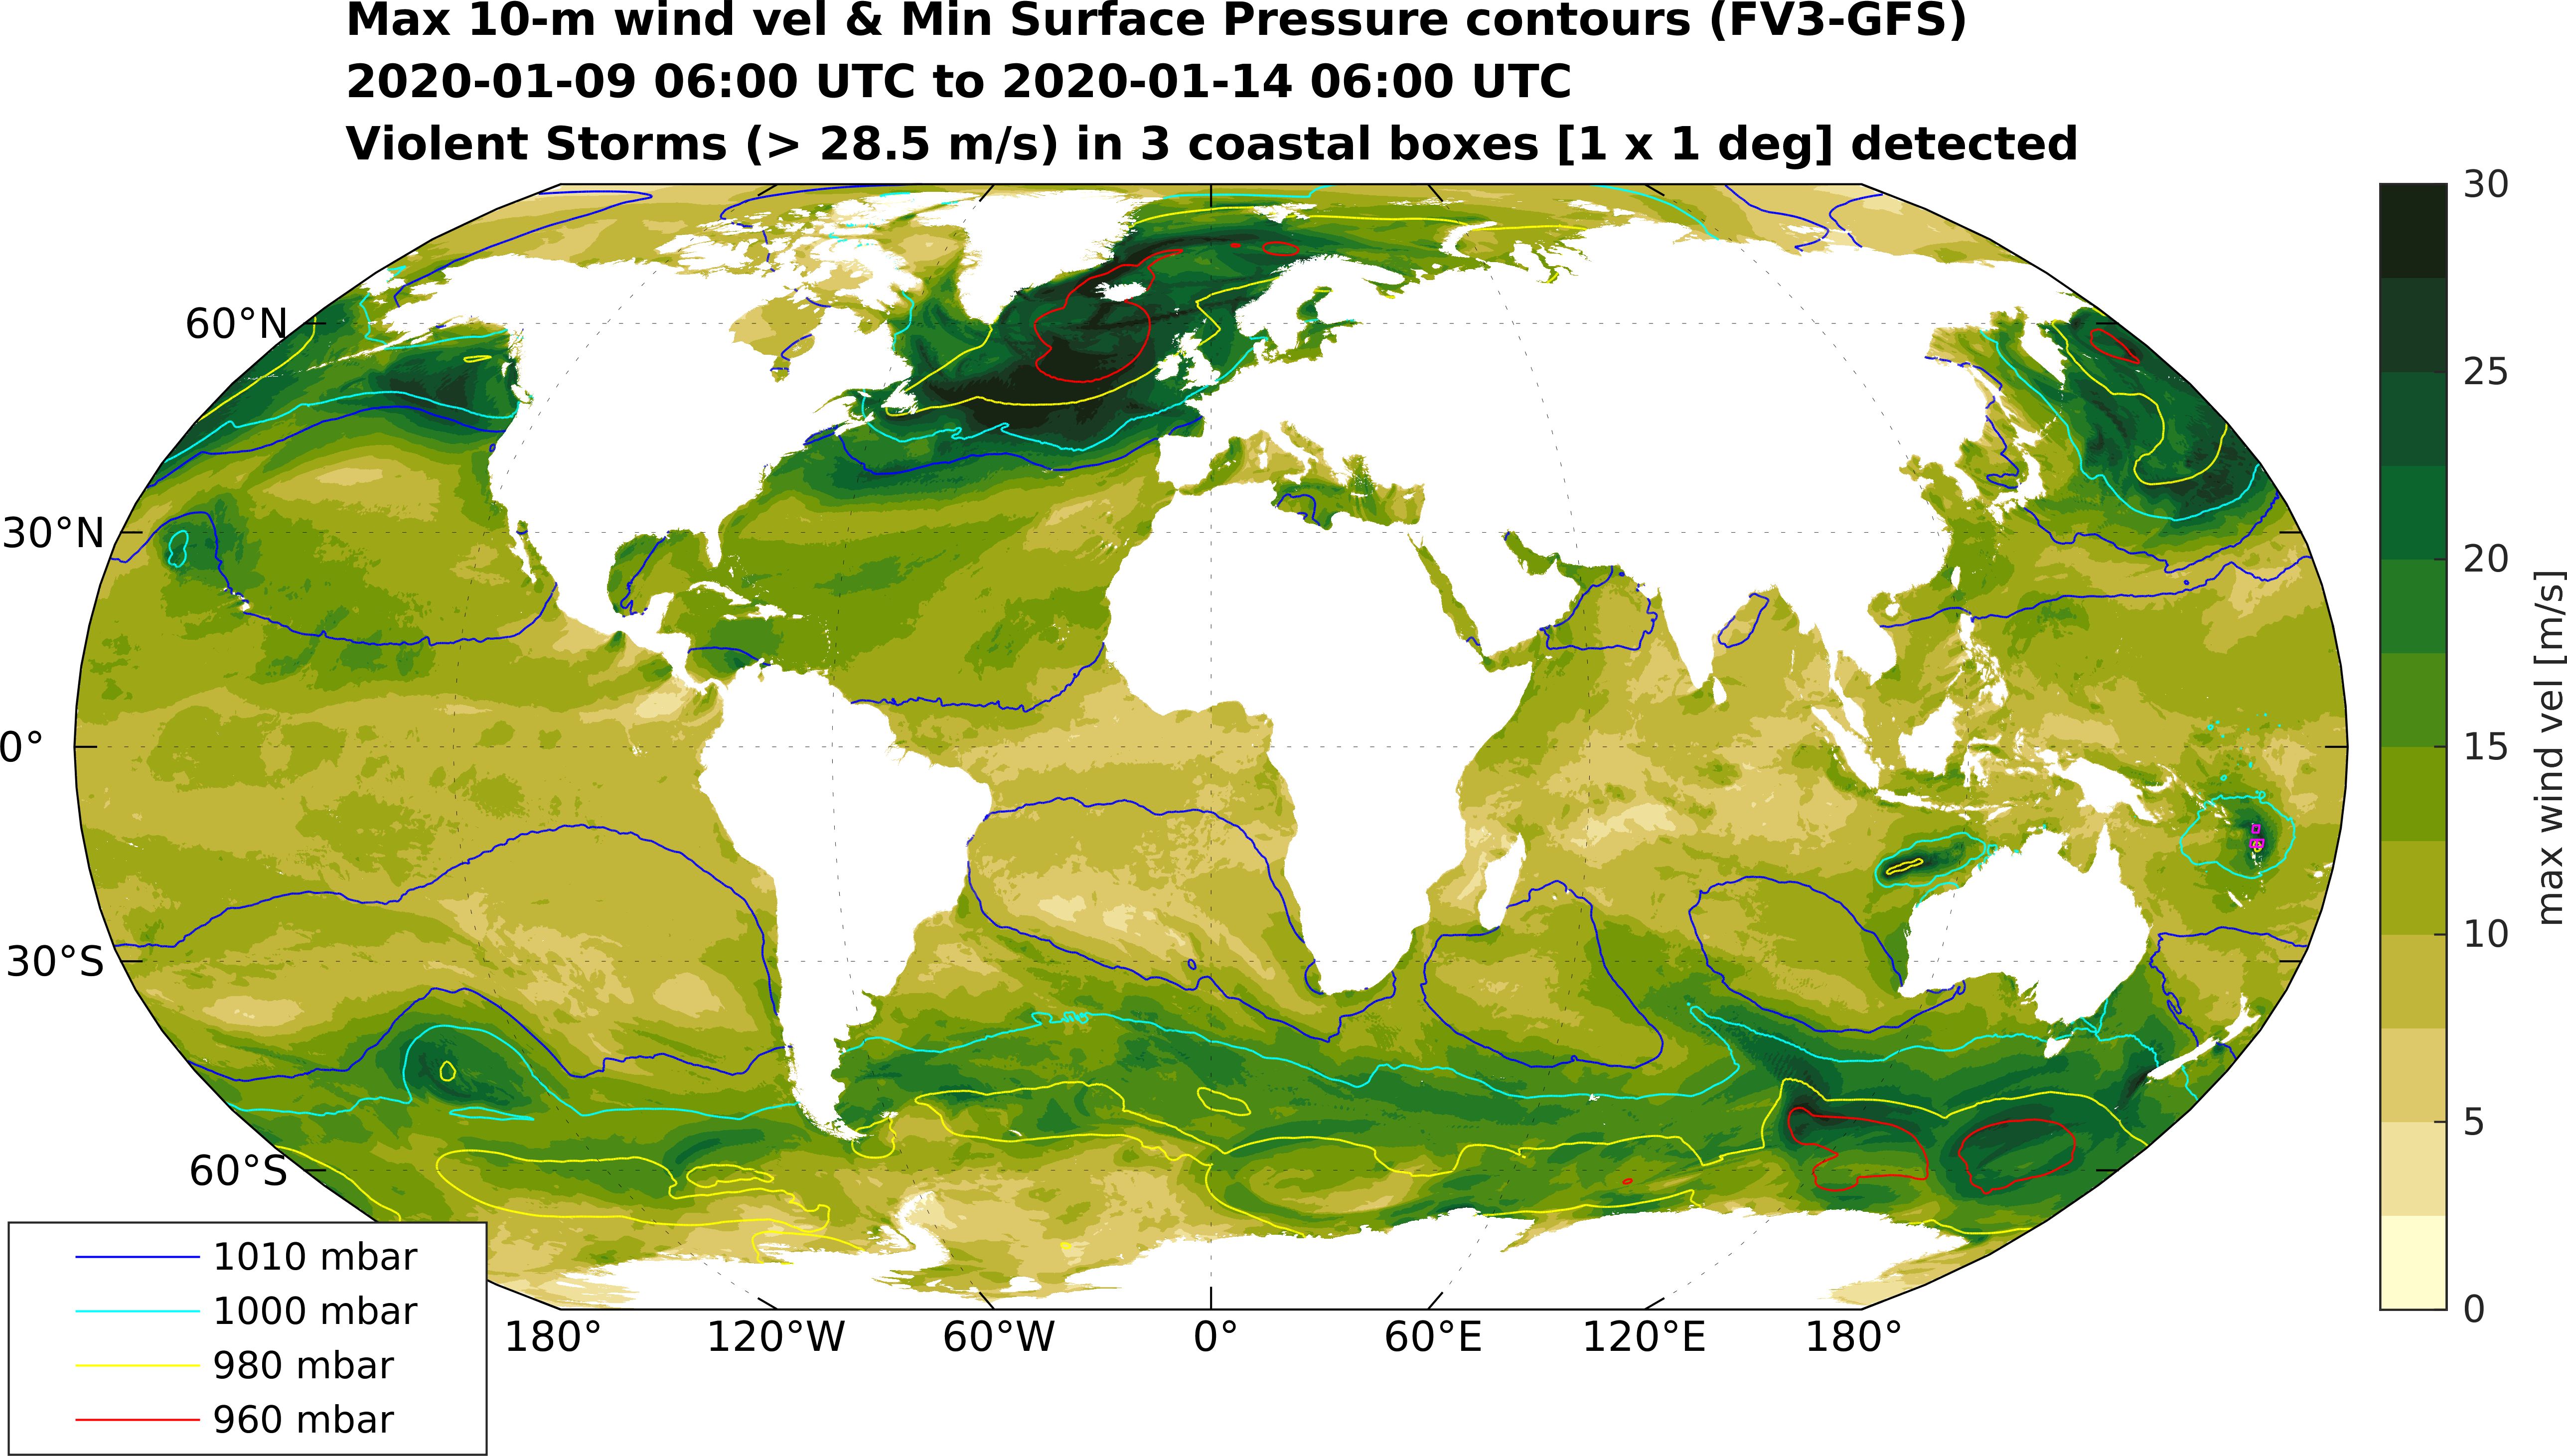 Max 10-m wind vel & Min Surface Pressure contours (FV3-GFS)
2020-01-09 06:00 UTC to 2020-01-14 06:00 UTC
Violent Storms (> 28.5 m/s) in 3 coastal boxes [1 x 1 deg] detected
60°N
30°N
0°
30°S
60°S
180°
120°W
60°W
0°
60°E
120°E
180°
1010 mbar
1000 mbar
980 mbar
960 mbar
30
25
20
15
10
5
0
max wind vel [m/s]